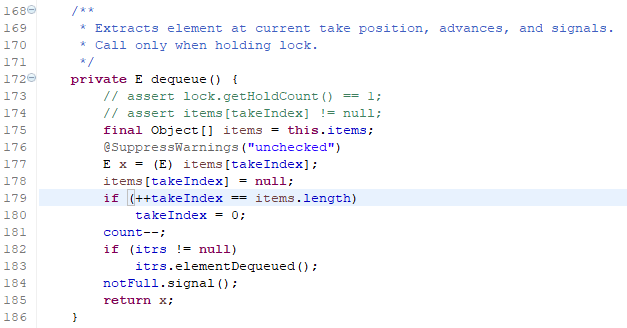 168 /**
169 * Extracts element at current take position, advances, and signals.
170 * Call only when holding lock.
171 */
172 private E dequeue() {
173 // assert lock.getHoldCount() == 1;
174 // assert items[takeIndex] != null;
175 final Object[] items = this.items;
176 @SuppressWarnings("unchecked")
177 E x = (E) items[takeIndex];
178 items[takeIndex] = null;
179 if (++takeIndex == items.length)
180 takeIndex = 0;
181 count--;
182 if (itrs != null)
183 itrs.elementDequeued();
184 notFull.signal();
185 return x;
186 }